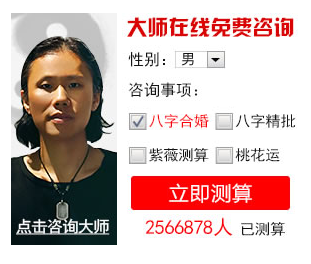 大师在线免费咨询
性别：男
咨询事项：
八字合婚 八字精批
紫薇测算 桃花运
立即测算
点击咨询大师
2566878人 已测算